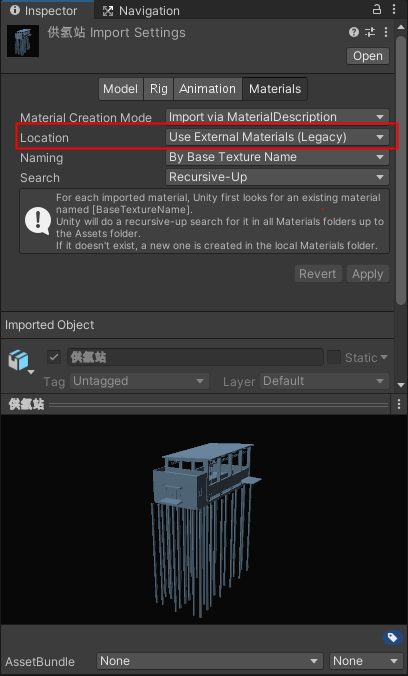 Inspector
Navigation
供氢站 Import Settings
Open
Model Rig Animation Materials
Material Creation Mode Import via MaterialDescription
Location Use External Materials (Legacy)
Naming By Base Texture Name
Search Recursive-Up
For each imported material, Unity first looks for an existing material
named [BaseTextureName].
Unity will do a recursive-up search for it in all Materials folders up to
the Assets folder.
If it doesn't exist, a new one is created in the local Materials folder.
Revert Apply
Imported Object
供氢站 Static
Tag Untagged Layer Default
供氢站
AssetBundle None None